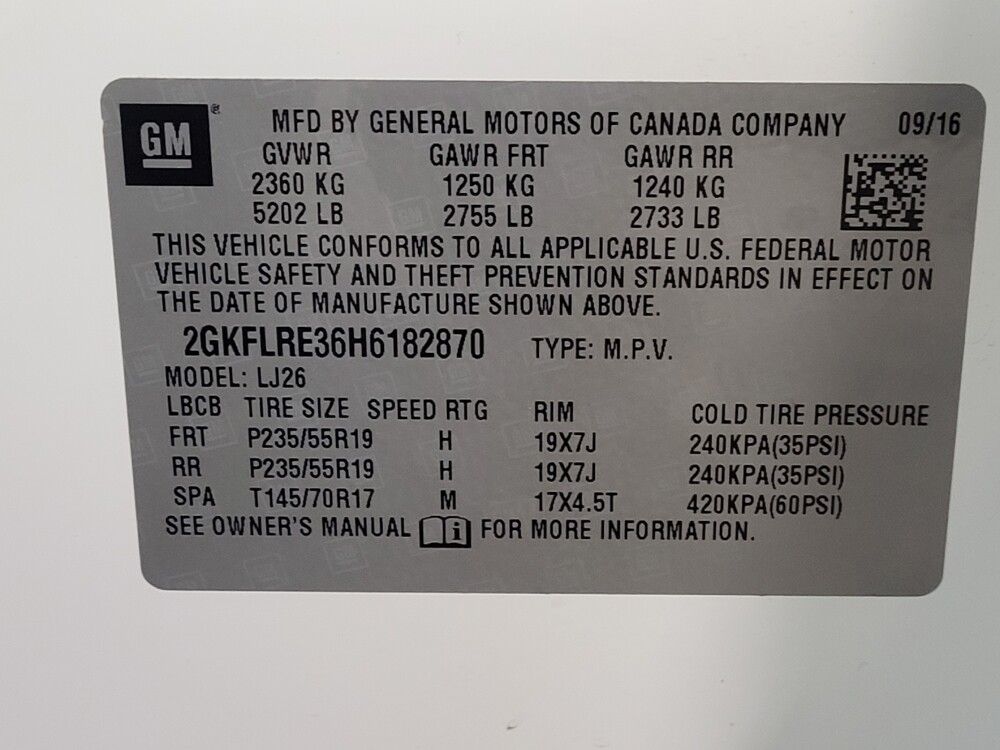 GM ®
MFD BY GENERAL MOTORS OF CANADA COMPANY 09/16
GVWR GAWR FRT GAWR RR
2360 KG 1250 KG 1240 KG
5202 LB 2755 LB 2733 LB
THIS VEHICLE CONFORMS TO ALL APPLICABLE U.S. FEDERAL MOTOR
VEHICLE SAFETY AND THEFT PREVENTION STANDARDS IN EFFECT ON
THE DATE OF MANUFACTURE SHOWN ABOVE.
2GKFLRE36H6182870 TYPE: M.P.V.
MODEL: LJ26
LBCB TIRE SIZE SPEED RTG RIM COLD TIRE PRESSURE
FRT P235/55R19 H 19X7J 240KPA(35PSI)
RR P235/55R19 H 19X7J 240KPA(35PSI)
SPA T145/70R17 M 17X4.5T 420KPA(60PSI)
SEE OWNER'S MANUAL i FOR MORE INFORMATION.